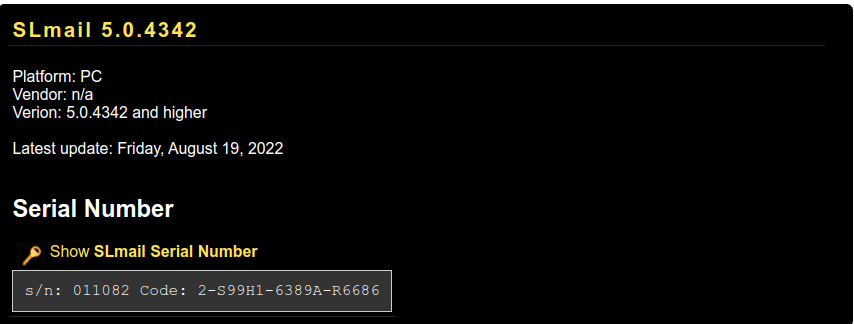 SLmail 5.0.4342
Platform: PC
Vendor: n/a
Verion: 5.0.4342 and higher
Latest update: Friday, August 19, 2022
Serial Number
Show SLmail Serial Number
s/n: 011082 Code: 2-S99H1-6389A-R6686